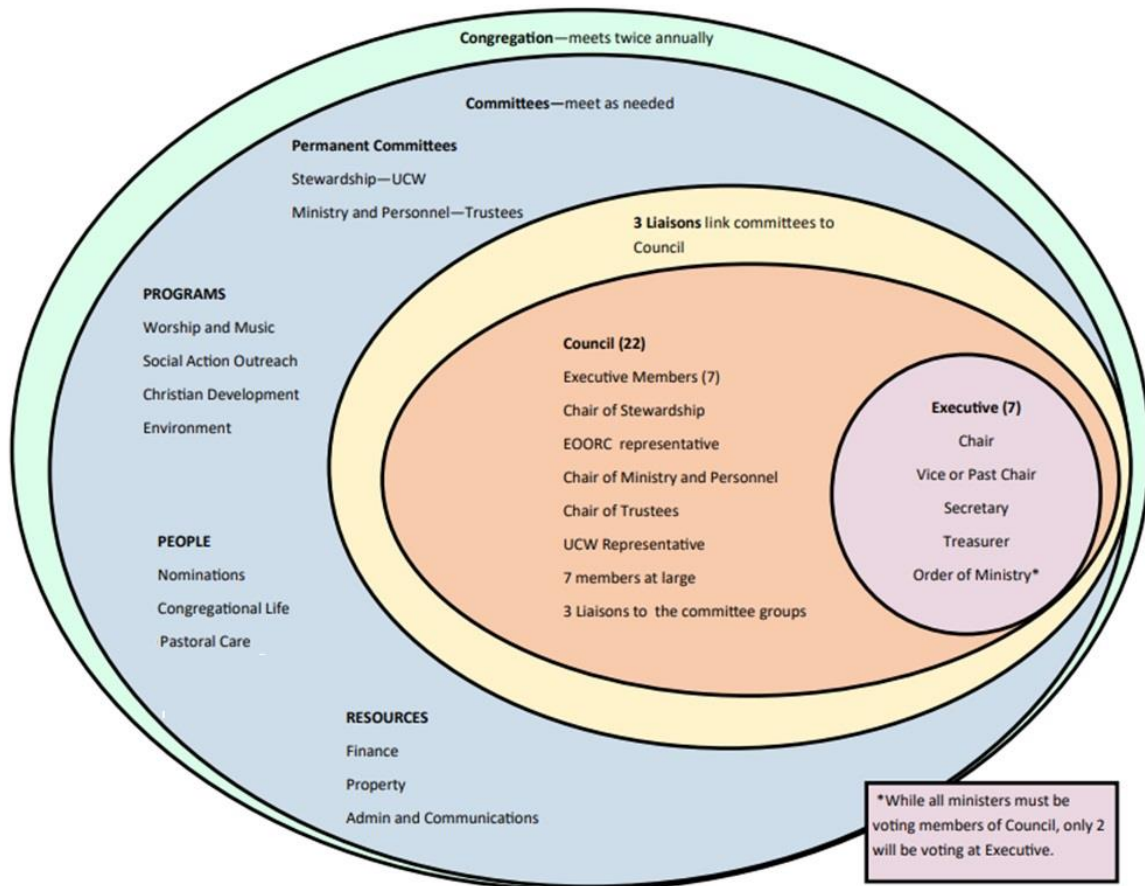 Congregation—meets twice annually
Committees—meet as needed
Permanent Committees
Stewardship—UCW
Ministry and Personnel—Trustees
3 Liaisons link committees to
Council
PROGRAMS
Worship and Music
Social Action Outreach
Christian Development
Environment
Council (22)
Executive Members (7)
Chair of Stewardship
EOORC representative
Chair of Ministry and Personnel
Chair of Trustees
UCW Representative
7 members at large
3 Liaisons to the committee groups
Executive (7)
Chair
Vice or Past Chair
Secretary
Treasurer
Order of Ministry*
PEOPLE
Nominations
Congregational Life
Pastoral Care
RESOURCES
Finance
Property
Admin and Communications
*While all ministers must be
voting members of Council, only 2
will be voting at Executive.